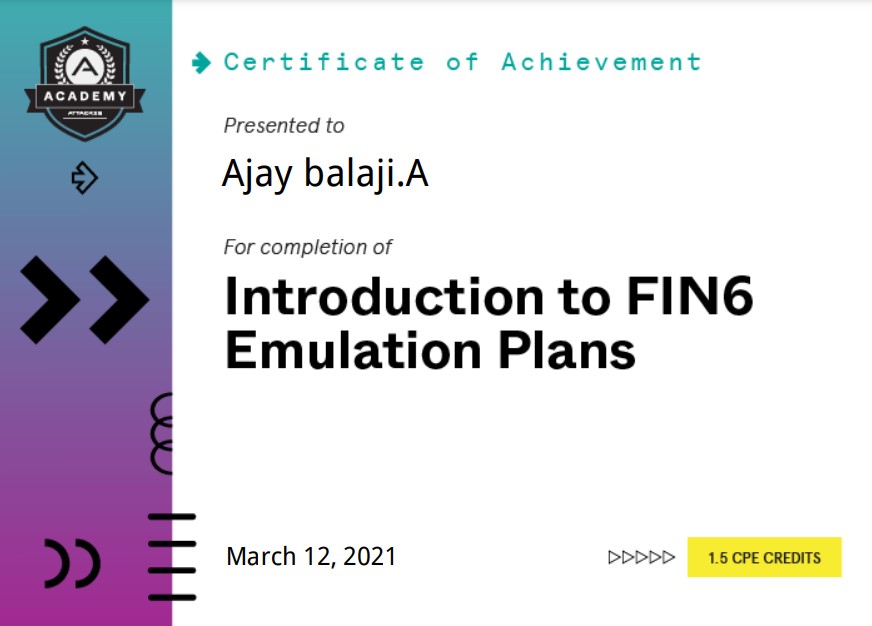 ACADEMY
ATTACKIQ
Certificate of Achievement
Presented to
Ajay balaji.A
For completion of
Introduction to FIN6
Emulation Plans
March 12, 2021
1.5 CPE CREDITS